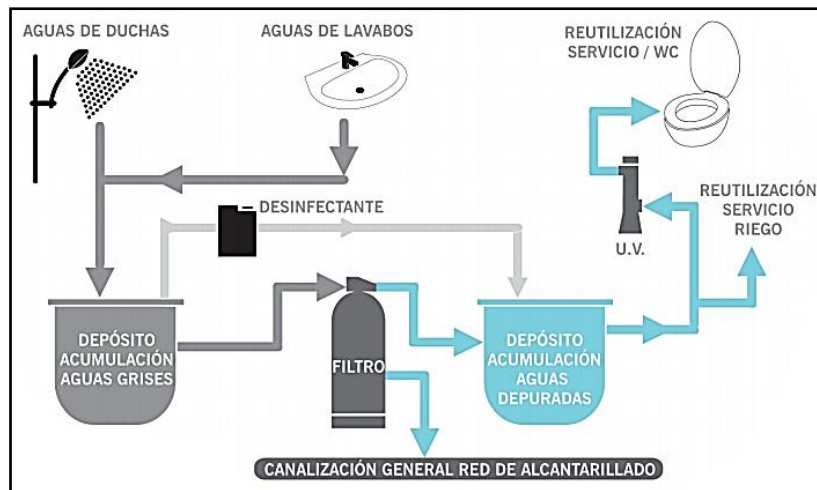 AGUAS DE DUCHAS
AGUAS DE LAVABOS
REUTILIZACIÓN
SERVICIO / WC
DESINFECTANTE
U.V.
REUTILIZACIÓN
SERVICIO
RIEGO
DEPÓSITO
ACUMULACIÓN
AGUAS GRISES
FILTRO
DEPÓSITO
ACUMULACIÓN
AGUAS
DEPURADAS
CANALIZACIÓN GENERAL RED DE ALCANTARILLADO